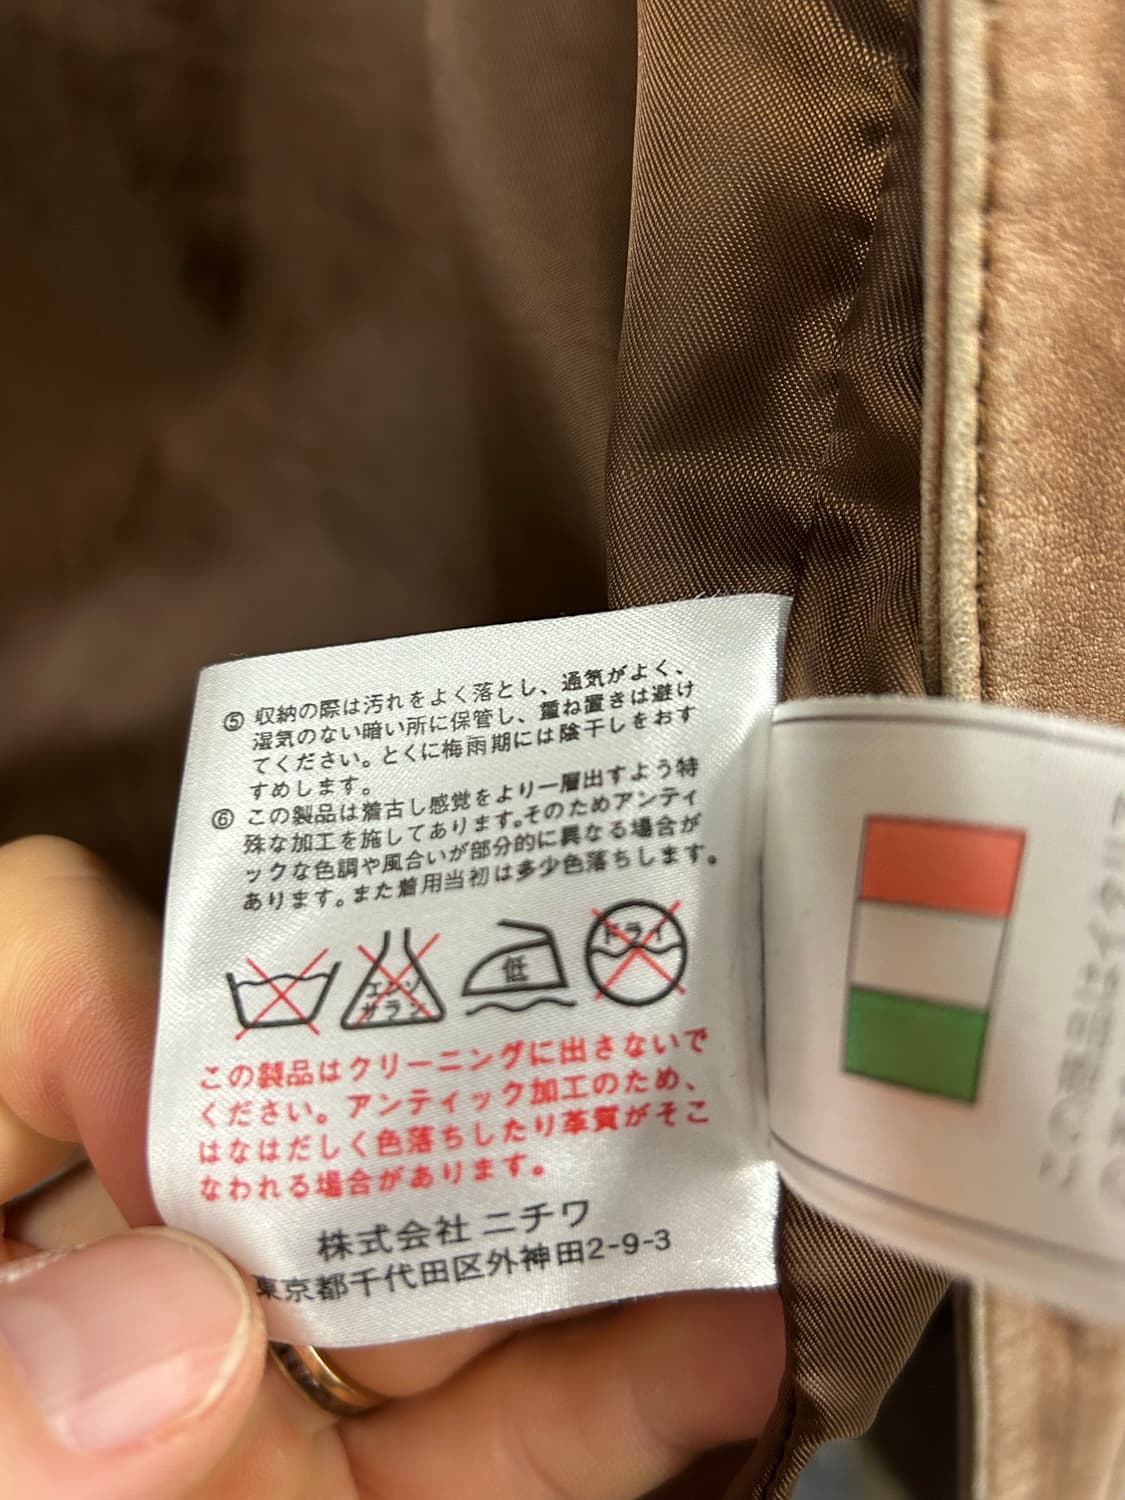 ⑤ 収納の際は汚れをよく落とし、通気がよく、
湿気のない暗い所に保管し、重ね置きは避け
てください。とくに梅雨期には陰干しをおす
すめします。
⑥ この製品は着古し感覚をより一層出すよう特
殊な加工を施してあります。そのためアンティ
ックな色調や風合いが部分的に異なる場合が
あります。また着用当初は多少色落ちします。
エンソ
サラシ
低
ドライ
この製品はクリーニングに出さないで
ください。アンティック加工のため、
はなはだしく色落ちしたり革質がそこ
なわれる場合があります。
株式会社 ニチワ
東京都千代田区外神田2-9-3